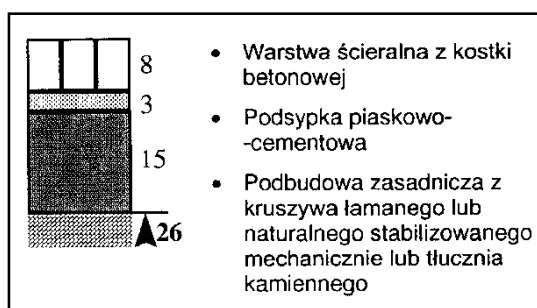 8
3
15
26
• Warstwa ścieralna z kostki
betonowej
• Podsypka piaskowo-
-cementowa
• Podbudowa zasadnicza z
kruszywa łamanego lub
naturalnego stabilizowanego
mechanicznie lub tłucznia
kamiennego